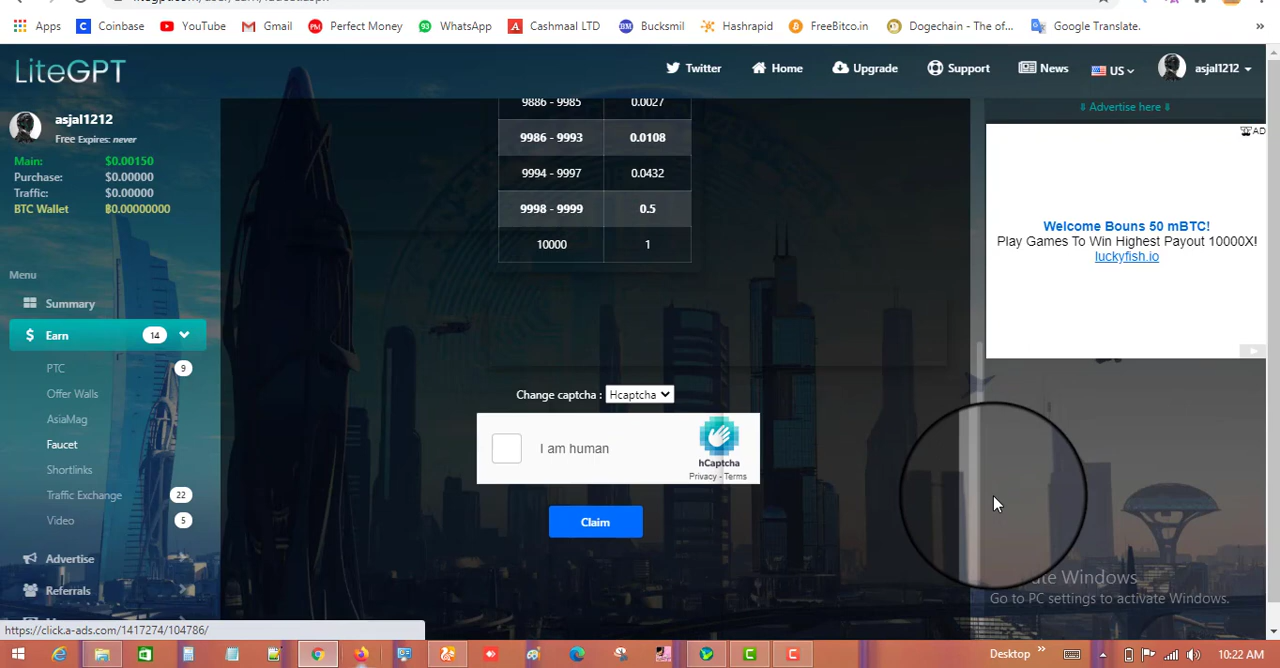 Apps Coinbase YouTube Gmail Perfect Money WhatsApp Cashmaal LTD Bucksmil Hashrapid FreeBitco.in Dogechain - The of... Google Translate. »
LiteGPT
Twitter Home Upgrade Support News US asjal1212
asjal1212
Free Expires: never
Main: $0.00150
Purchase: $0.00000
Traffic: $0.00000
BTC Wallet ฿0.00000000
Menu
Summary
Earn 14
PTC 9
Offer Walls
AsiaMag
Faucet
Shortlinks
Traffic Exchange 22
Video 5
Advertise
Referrals
9886 - 9985 0.0027
9986 - 9993 0.0108
9994 - 9997 0.0432
9998 - 9999 0.5
10000 1
Change captcha : Hcaptcha
I am human
hCaptcha
Privacy - Terms
Claim
⇓ Advertise here ⇓
AD
Welcome Bouns 50 mBTC!
Play Games To Win Highest Payout 10000X!
luckyfish.io
Windows
Go to PC settings to activate Windows.
https://click.a-ads.com/1417274/104786/
Desktop » 10:22 AM